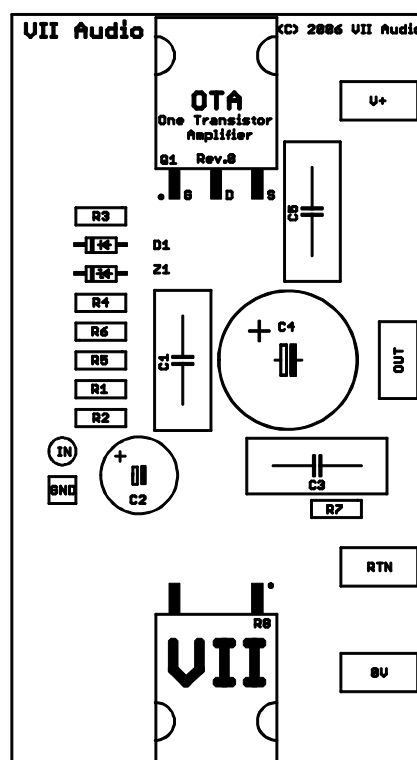 VII Audio
(C) 2006 VII Audio
OTA
One Transistor
Amplifier
Q1 Rev.0
G D S
V+
C5
R3
D1
Z1
R4
R6
R5
R1
R2
C1
C4
OUT
IN
GND
C2
C3
R7
RTN
R8
0V
VII